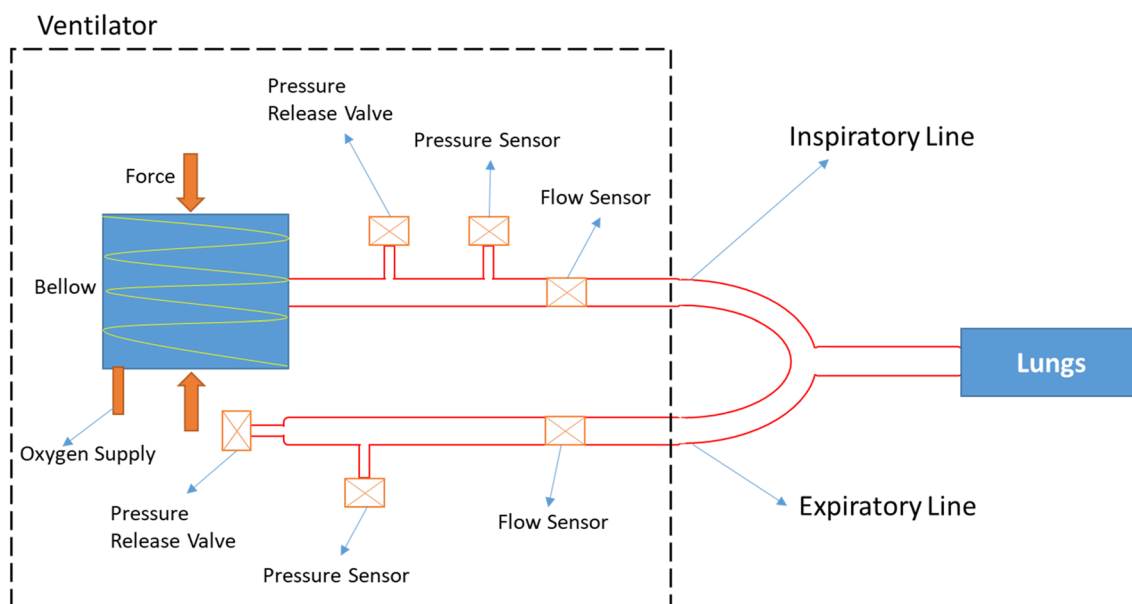 Ventilator
Pressure
Release Valve
Pressure Sensor
Inspiratory Line
Force
Flow Sensor
Bellow
Lungs
Oxygen Supply
Pressure
Release Valve
Flow Sensor
Expiratory Line
Pressure Sensor